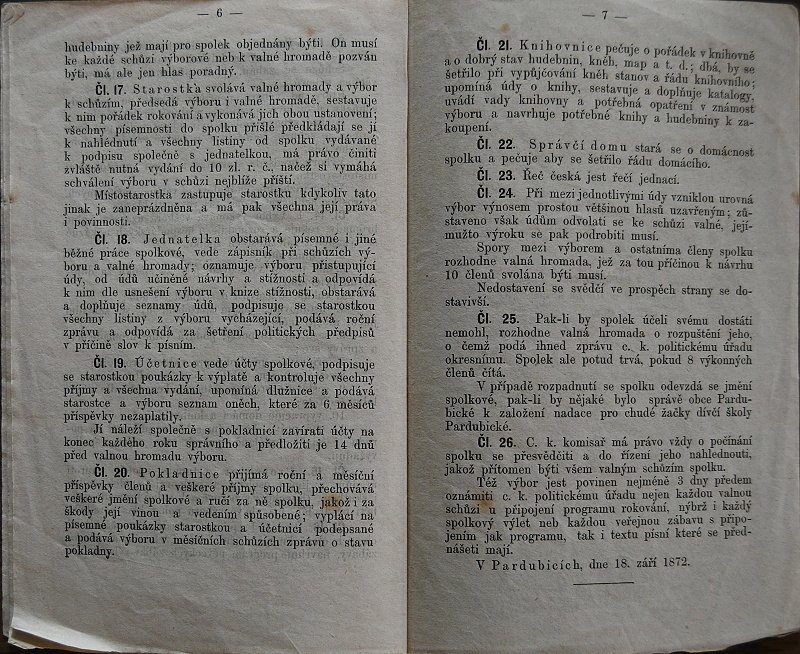 — 6 —
hudebniny jež mají pro spolek objednány býti. On musí
ke každé schůzi výborové neb k valné hromadě pozván
býti, má ale jen hlas poradný.
Čl. 17. Starostka svolává valné hromady a výbor
k schůzím, předsedá výboru i valné hromadě, sestavuje
k nim pořádek rokování a vykonává jich obou ustanovení;
všechny písemnosti do spolku přišlé předkládají se jí
k nahlédnutí a všechny listiny od spolku vydávané
k podpisu společně s jednatelkou, má právo činiti
zvláště nutná vydání do 10 zl. r. č., načež si vymáhá
schválení výboru v schůzi nejblíže příští.
Místostarostka zastupuje starostku kdykoliv tato
jinak je zaneprázdněna a má pak všechna její práva
i povinnosti.
Čl. 18. Jednatelka obstarává písemné i jiné
běžné práce spolkové, vede zápisník při schůzích vý-
boru a valné hromady; oznamuje výboru přistupující
údy, od údů učiněné návrhy a stížnosti a odpovídá
k nim dle usnešení výboru v knize stížností, obstarává
a doplňuje seznamy údů, podpisuje se starostkou
všechny listiny z výboru vycházející, podává roční
zprávu a odpovídá za šetření politických předpisů
v příčině slov k písním.
Čl. 19. Účetnice vede účty spolkové, podpisuje
se starostkou poukázky k výplatě a kontroluje všechny
příjmy a všechna vydání, upomíná dlužnice a podává
starostce a výboru seznam oněch, které za 6 měsíců
příspěvky nezaplatily.
Jí náleží společně s pokladnicí zavírati účty na
konec každého roku správního a předložiti je 14 dnů
před valnou hromadou výboru.
Čl. 20. Pokladnice přijímá roční a měsíční
příspěvky členů a veškeré příjmy spolku, přechovává
veškeré jmění spolkové a ručí za ně spolku, jakož i za
škody její vinou a vedením spůsobené; vyplácí na
písemné poukázky starostkou a účetnicí podepsané
a podává výboru v měsíčních schůzích zprávu o stavu
pokladny.
— 7 —
Čl. 21. Knihovnice pečuje o pořádek v knihovně
a o dobrý stav hudebnin, kněh, map a t. d.; dbá, by se
šetřilo při vypůjčování kněh stanov a řádu knihovního;
upomíná údy o knihy, sestavuje a doplňuje katalogy,
uvádí vady knihovny a potřebná opatření v známost
výboru a navrhuje potřebné knihy a hudebniny k za-
koupení.
Čl. 22. Správčí domu stará se o domácnost
spolku a pečuje aby se šetřilo řádu domácího.
Čl. 23. Řeč česká jest řečí jednací.
Čl. 24. Při mezi jednotlivými údy vzniklou urovná
výbor výnosem prostou většinou hlasů uzavřeným; zů-
staveno však údům odvolati se ke schůzi valné, její-
mužto výroku se pak podrobiti musí.
Spory mezi výborem a ostatníma členy spolku
rozhodne valná hromada, jež za tou příčinou k návrhu
10 členů svolána býti musí.
Nedostavení se svědčí ve prospěch strany se do-
stavivší.
Čl. 25. Pak-li by spolek účeli svému dostáti
nemohl, rozhodne valná hromada o rozpuštění jeho,
o čemž podá ihned zprávu c. k. politickému úřadu
okresnímu. Spolek ale potud trvá, pokud 8 výkonných
členů čítá.
V případě rozpadnutí se spolku odevzdá se jmění
spolkové, pak-li by nějaké bylo správě obce Pardu-
bické k založení nadace pro chudé žačky dívčí školy
Pardubické.
Čl. 26. C. k. komisař má právo vždy o počínání
spolku se přesvědčiti a do řízení jeho nahlednouti,
jakož přítomen býti všem valným schůzím spolku.
Též výbor jest povinen nejméně 3 dny předem
oznámiti c. k. politickému úřadu nejen každou valnou
schůzi u připojení programu rokování, nýbrž i každý
spolkový výlet neb každou veřejnou zábavu s připo-
jením jak programu, tak i textu písní které se před-
nášeti mají.
V Pardubicích, dne 18. září 1872.